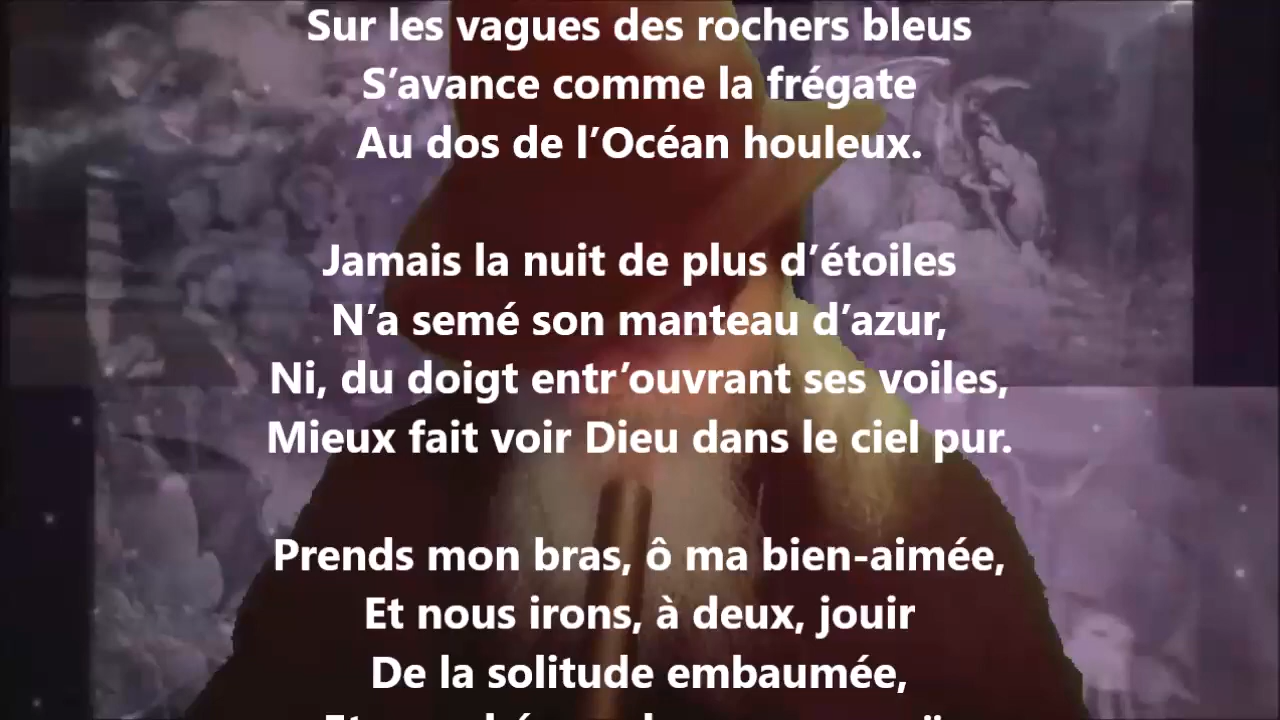 Sur les vagues des rochers bleus
S’avance comme la frégate
Au dos de l’Océan houleux.
Jamais la nuit de plus d’étoiles
N’a semé son manteau d’azur,
Ni, du doigt entr’ouvrant ses voiles,
Mieux fait voir Dieu dans le ciel pur.
Prends mon bras, ô ma bien-aimée,
Et nous irons, à deux, jouir
De la solitude embaumée,